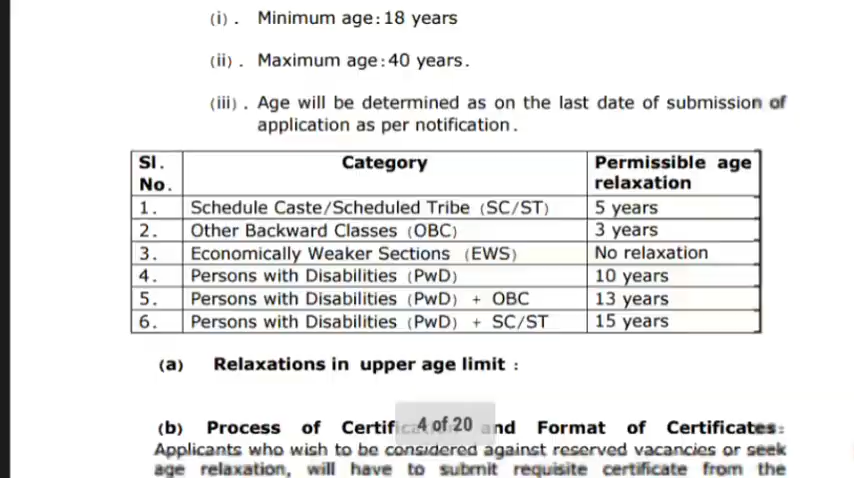 (i). Minimum age:18 years
(ii). Maximum age:40 years.
(iii). Age will be determined as on the last date of submission of
application as per notification.
Sl. No. Category Permissible age relaxation
1. Schedule Caste/Scheduled Tribe (SC/ST) 5 years
2. Other Backward Classes (OBC) 3 years
3. Economically Weaker Sections (EWS) No relaxation
4. Persons with Disabilities (PwD) 10 years
5. Persons with Disabilities (PwD) + OBC 13 years
6. Persons with Disabilities (PwD) + SC/ST 15 years
(a) Relaxations in upper age limit :
(b) Process of and Format of Certificates:
4 of 20
Applicants who wish to be considered against reserved vacancies or seek
age relaxation, will have to submit requisite certificate from the